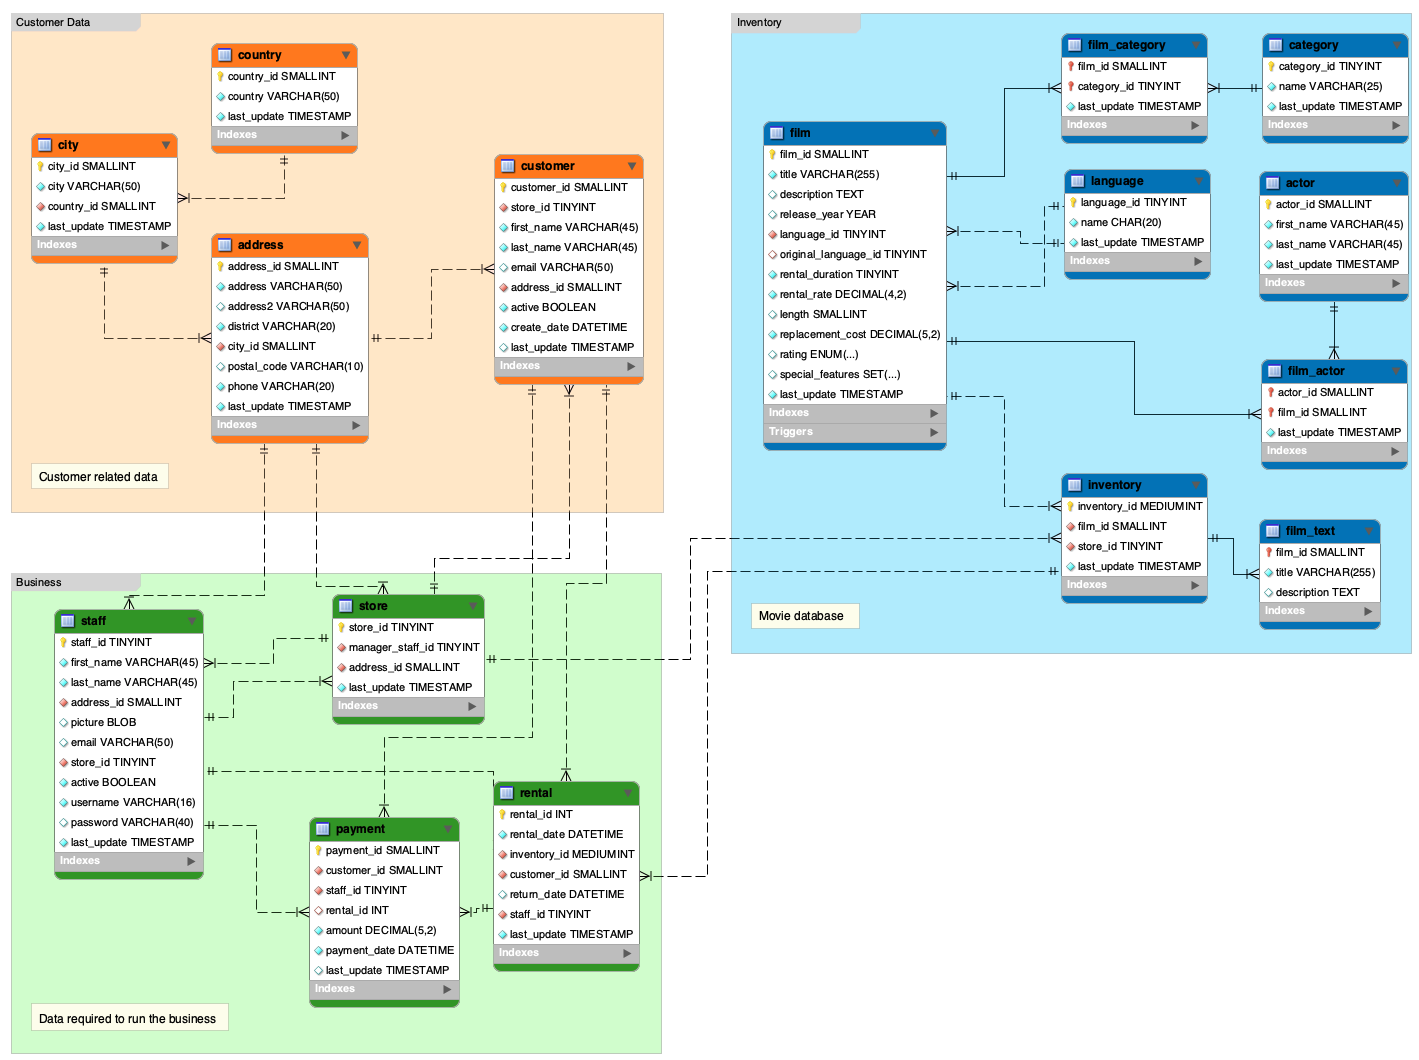 Customer Data
country
country_id SMALLINT
country VARCHAR(50)
last_update TIMESTAMP
Indexes
city
city_id SMALLINT
city VARCHAR(50)
country_id SMALLINT
last_update TIMESTAMP
Indexes
customer
customer_id SMALLINT
store_id TINYINT
first_name VARCHAR(45)
last_name VARCHAR(45)
email VARCHAR(50)
address_id SMALLINT
active BOOLEAN
create_date DATETIME
last_update TIMESTAMP
Indexes
address
address_id SMALLINT
address VARCHAR(50)
address2 VARCHAR(50)
district VARCHAR(20)
city_id SMALLINT
postal_code VARCHAR(10)
phone VARCHAR(20)
last_update TIMESTAMP
Indexes
Customer related data
Inventory
film_category
film_id SMALLINT
category_id TINYINT
last_update TIMESTAMP
Indexes
category
category_id TINYINT
name VARCHAR(25)
last_update TIMESTAMP
Indexes
film
film_id SMALLINT
title VARCHAR(255)
description TEXT
release_year YEAR
language_id TINYINT
original_language_id TINYINT
rental_duration TINYINT
rental_rate DECIMAL(4,2)
length SMALLINT
replacement_cost DECIMAL(5,2)
rating ENUM(...)
special_features SET(...)
last_update TIMESTAMP
Indexes
Triggers
language
language_id TINYINT
name CHAR(20)
last_update TIMESTAMP
Indexes
actor
actor_id SMALLINT
first_name VARCHAR(45)
last_name VARCHAR(45)
last_update TIMESTAMP
Indexes
film_actor
actor_id SMALLINT
film_id SMALLINT
last_update TIMESTAMP
Indexes
inventory
inventory_id MEDIUMINT
film_id SMALLINT
store_id TINYINT
last_update TIMESTAMP
Indexes
film_text
film_id SMALLINT
title VARCHAR(255)
description TEXT
Indexes
Movie database
Business
staff
staff_id TINYINT
first_name VARCHAR(45)
last_name VARCHAR(45)
address_id SMALLINT
picture BLOB
email VARCHAR(50)
store_id TINYINT
active BOOLEAN
username VARCHAR(16)
password VARCHAR(40)
last_update TIMESTAMP
Indexes
store
store_id TINYINT
manager_staff_id TINYINT
address_id SMALLINT
last_update TIMESTAMP
Indexes
payment
payment_id SMALLINT
customer_id SMALLINT
staff_id TINYINT
rental_id INT
amount DECIMAL(5,2)
payment_date DATETIME
last_update TIMESTAMP
Indexes
rental
rental_id INT
rental_date DATETIME
inventory_id MEDIUMINT
customer_id SMALLINT
return_date DATETIME
staff_id TINYINT
last_update TIMESTAMP
Indexes
Data required to run the business